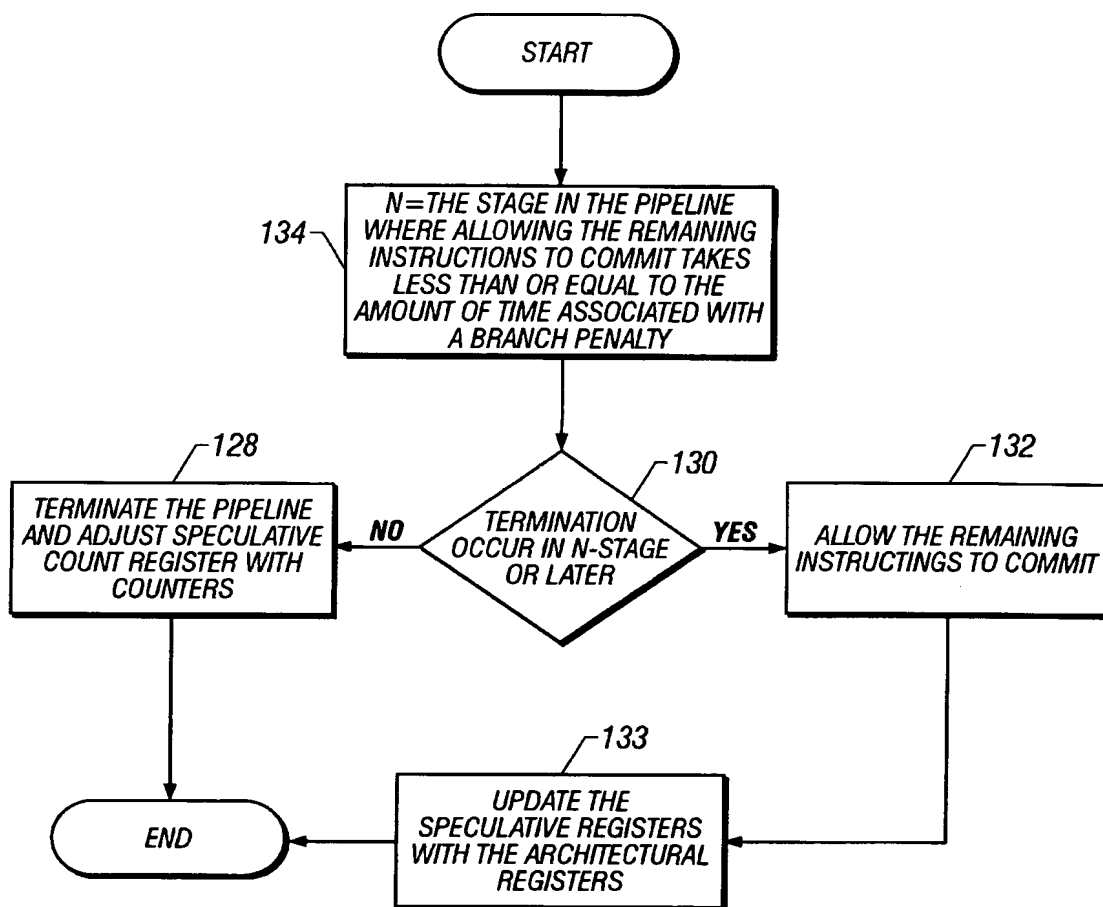 START
134
N=THE STAGE IN THE PIPELINE
WHERE ALLOWING THE REMAINING
INSTRUCTIONS TO COMMIT TAKES
LESS THAN OR EQUAL TO THE
AMOUNT OF TIME ASSOCIATED WITH
A BRANCH PENALTY
128
TERMINATE THE PIPELINE
AND ADJUST SPECULATIVE
COUNT REGISTER WITH
COUNTERS
NO
130
TERMINATION
OCCUR IN N-STAGE
OR LATER
YES
132
ALLOW THE REMAINING
INSTRUCTINGS TO COMMIT
133
UPDATE THE
SPECULATIVE REGISTERS
WITH THE ARCHITECTURAL
REGISTERS
END